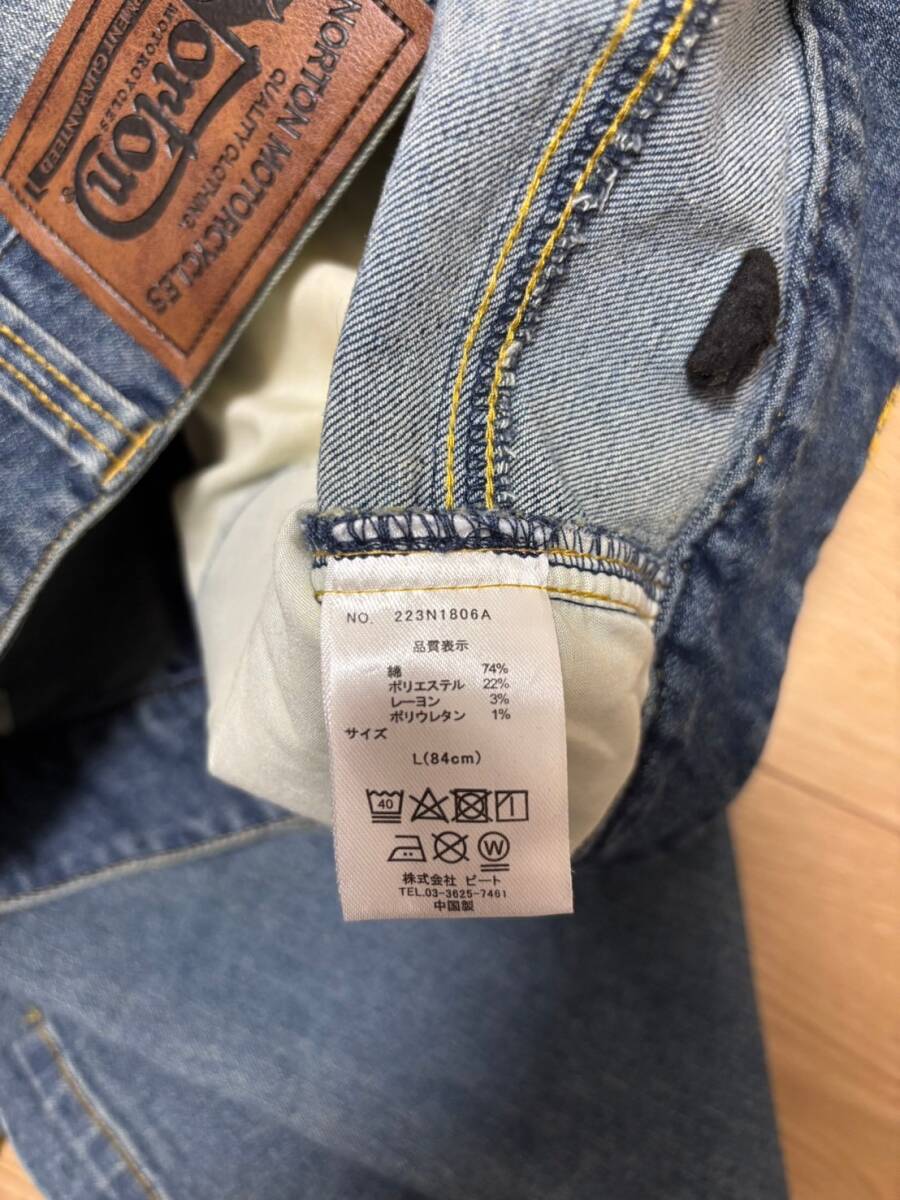 NORTON MOTORCYCLES
QUALITY CLOTHING.
Norton
MOTORCYCLES
GUARANTEED
NO. 223N1806A
品質表示
綿 74%
ポリエステル 22%
レーヨン 3%
ポリウレタン 1%
サイズ
L(84cm)
40
W
株式会社 ビート
TEL.03-3625-7461
中国製